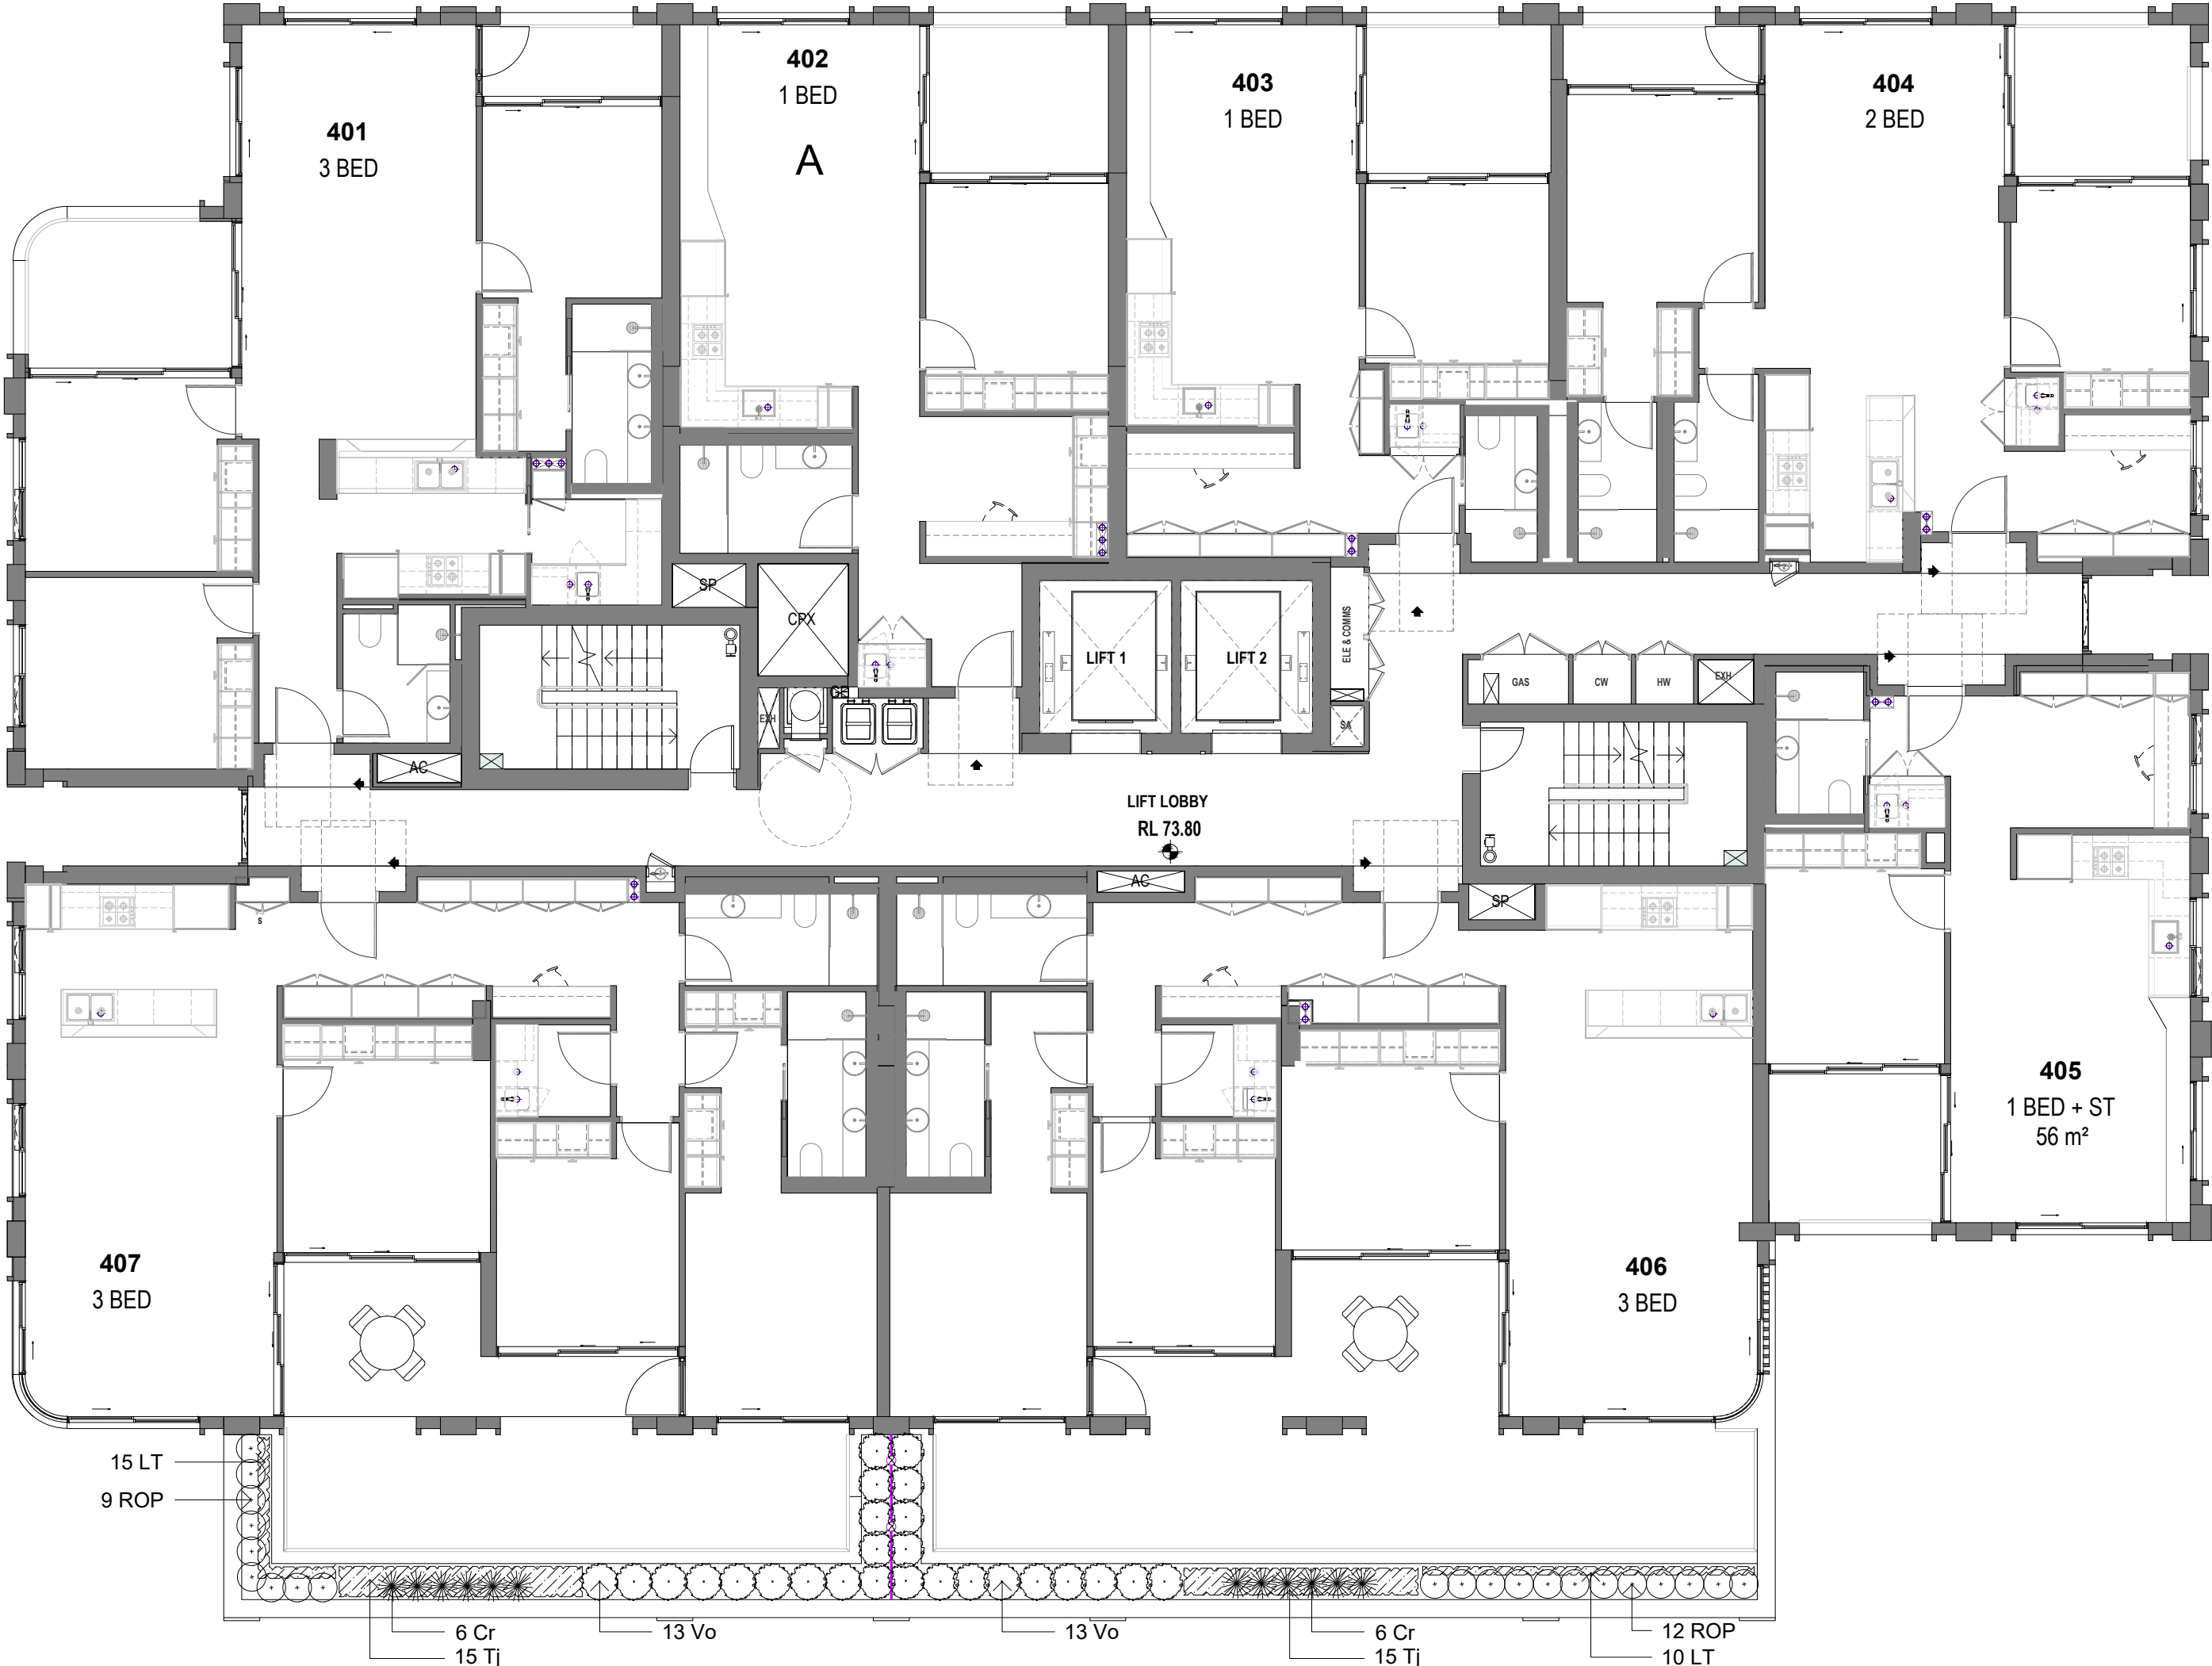 401
3 BED
402
1 BED
A
403
1 BED
404
2 BED
SP
CPX
LIFT 1
LIFT 2
ELE & COMMS
GAS
CW
HW
EXH
EXH
SA
AC
LIFT LOBBY
RL 73.80
S
AC
SP
405
1 BED + ST
56 m²
407
3 BED
406
3 BED
15 LT
9 ROP
6 Cr
15 Tj
13 Vo
13 Vo
6 Cr
15 Tj
12 ROP
10 LT